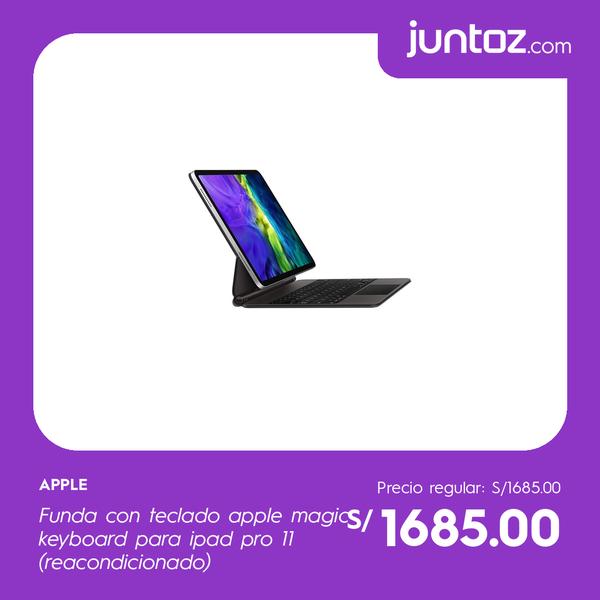 juntoz.com
APPLE
Funda con teclado apple magic
keyboard para ipad pro 11
(reacondicionado)
Precio regular: S/1685.00
S/ 1685.00